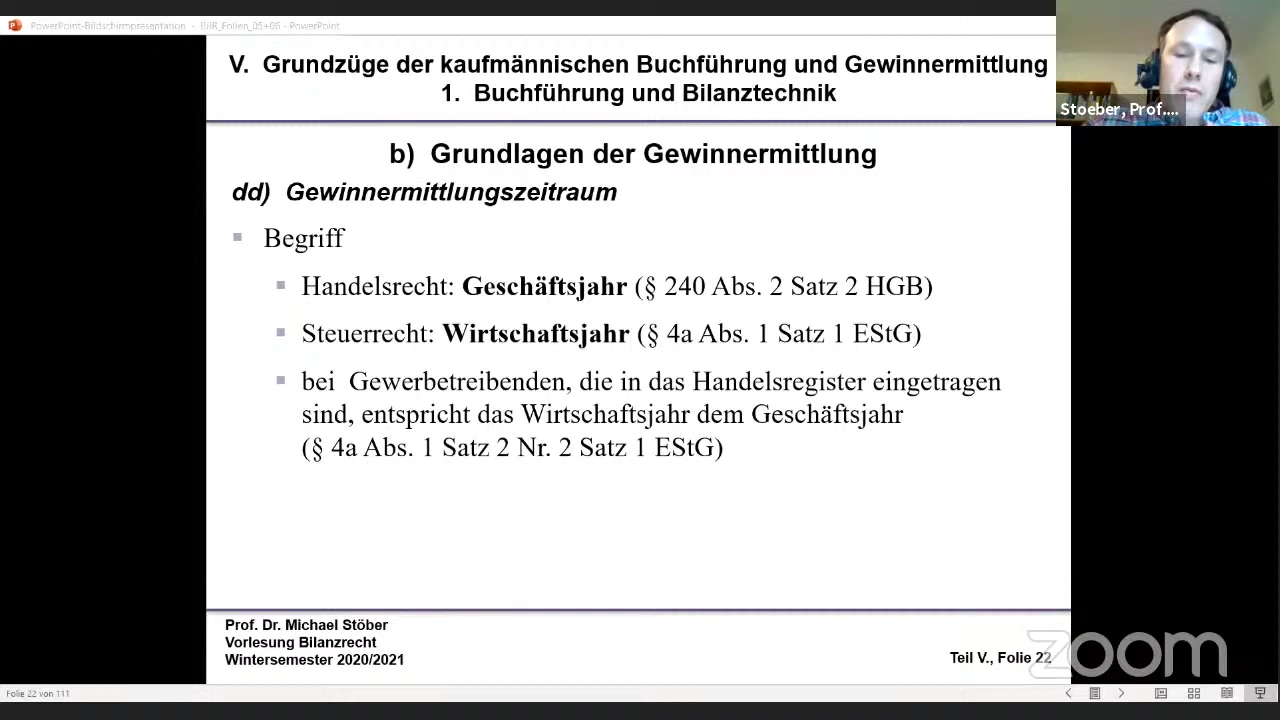 PowerPoint-Bildschirmpräsentation - BilR_Folien_05+06 - PowerPoint
V. Grundzüge der kaufmännischen Buchführung und Gewinnermittlung
1. Buchführung und Bilanztechnik
Stoeber, Prof....
b) Grundlagen der Gewinnermittlung
dd) Gewinnermittlungszeitraum
Begriff
Handelsrecht: Geschäftsjahr (§ 240 Abs. 2 Satz 2 HGB)
Steuerrecht: Wirtschaftsjahr (§ 4a Abs. 1 Satz 1 EStG)
bei Gewerbetreibenden, die in das Handelsregister eingetragen
sind, entspricht das Wirtschaftsjahr dem Geschäftsjahr
(§ 4a Abs. 1 Satz 2 Nr. 2 Satz 1 EStG)
Prof. Dr. Michael Stöber
Vorlesung Bilanzrecht
Wintersemester 2020/2021
Teil V., Folie 22
zoom
Folie 22 von 111